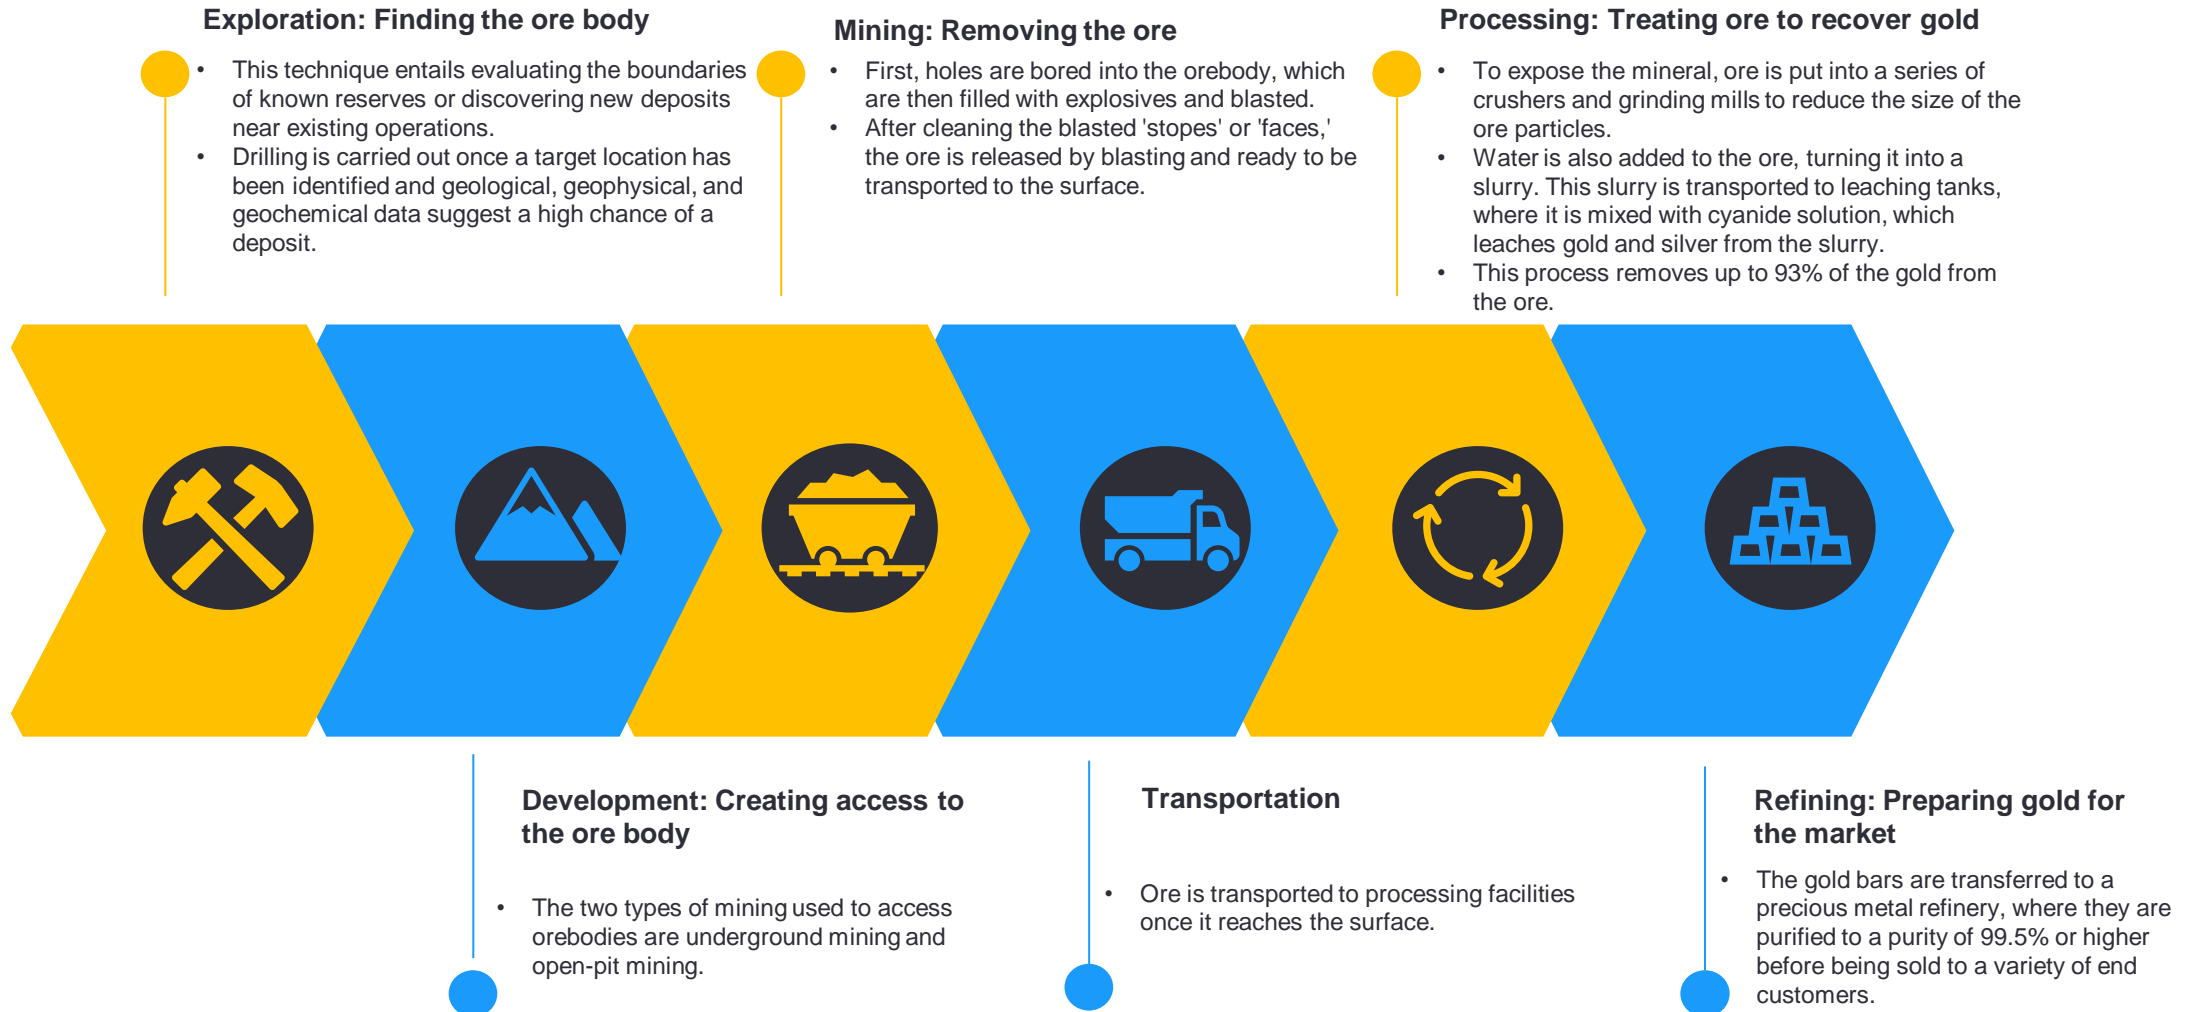 Exploration: Finding the ore body
• This technique entails evaluating the boundaries
of known reserves or discovering new deposits
near existing operations.
• Drilling is carried out once a target location has
been identified and geological, geophysical, and
geochemical data suggest a high chance of a
deposit.
Mining: Removing the ore
• First, holes are bored into the orebody, which
are then filled with explosives and blasted.
• After cleaning the blasted 'stopes' or 'faces,'
the ore is released by blasting and ready to be
transported to the surface.
Processing: Treating ore to recover gold
• To expose the mineral, ore is put into a series of
crushers and grinding mills to reduce the size of the
ore particles.
• Water is also added to the ore, turning it into a
slurry. This slurry is transported to leaching tanks,
where it is mixed with cyanide solution, which
leaches gold and silver from the slurry.
• This process removes up to 93% of the gold from
the ore.
Development: Creating access to
the ore body
• The two types of mining used to access
orebodies are underground mining and
open-pit mining.
Transportation
• Ore is transported to processing facilities
once it reaches the surface.
Refining: Preparing gold for
the market
• The gold bars are transferred to a
precious metal refinery, where they are
purified to a purity of 99.5% or higher
before being sold to a variety of end
customers.